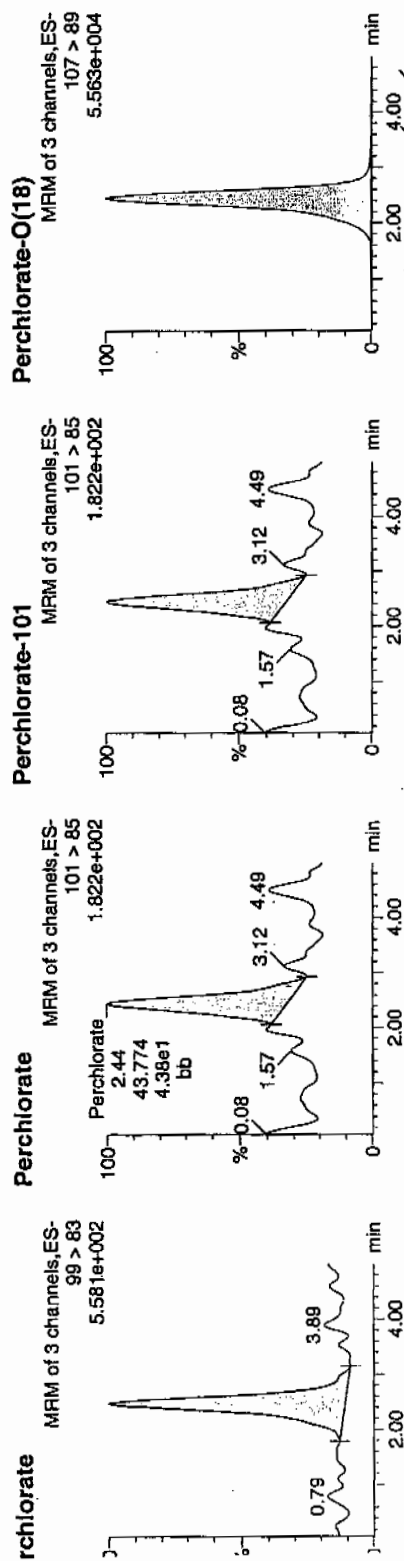 rchlorate
MRM of 3 channels,ES-
99 > 83
5.581e+002
0.79
3.89
2.00
4.00
min
Perchlorate
MRM of 3 channels,ES-
101 > 85
1.822e+002
100
%
0
Perchlorate
2.44
43.774
4.38e1
bb
0.08
1.57
3.12
4.49
2.00
4.00
min
Perchlorate-101
MRM of 3 channels,ES-
101 > 85
1.822e+002
100
%
0
0.08
1.57
3.12
4.49
2.00
4.00
min
Perchlorate-O(18)
MRM of 3 channels,ES-
107 > 89
5.563e+004
100
%
0
2.00
4.00
min